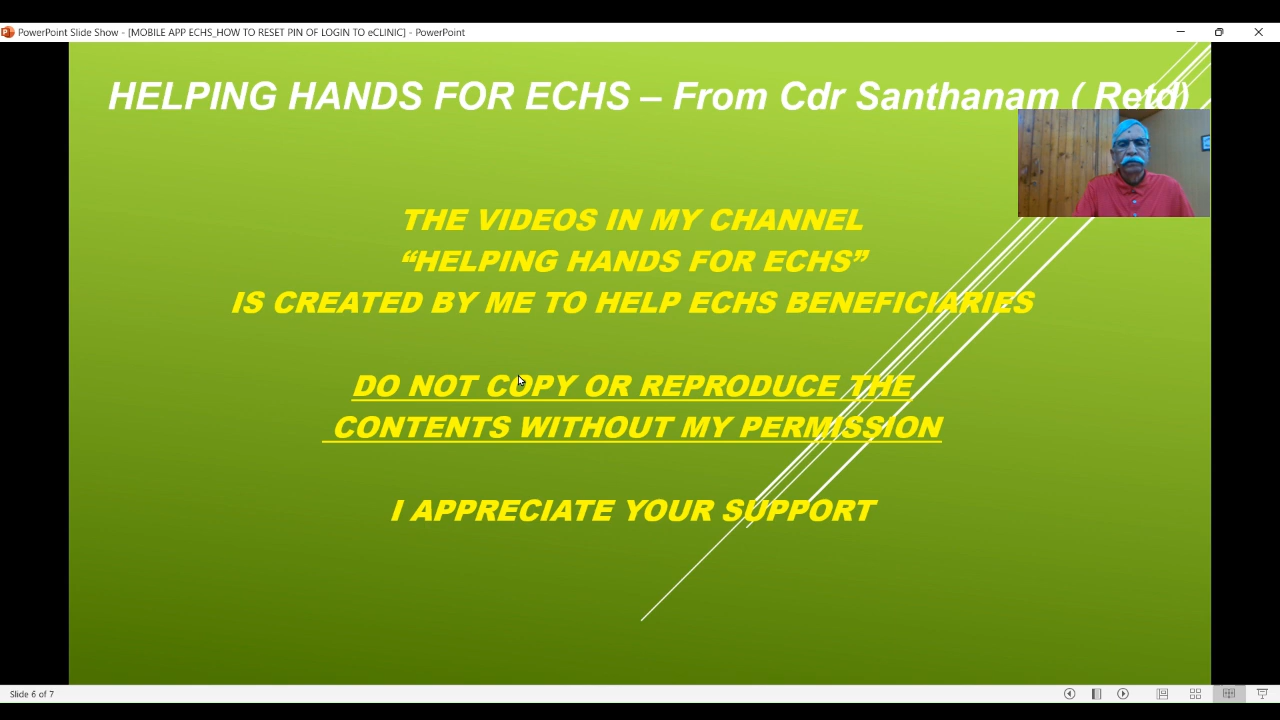 PowerPoint Slide Show - [MOBILE APP ECHS_HOW TO RESET PIN OF LOGIN TO eCLINIC] - PowerPoint
HELPING HANDS FOR ECHS – From Cdr Santhanam ( Retd)
THE VIDEOS IN MY CHANNEL
“HELPING HANDS FOR ECHS”
IS CREATED BY ME TO HELP ECHS BENEFICIARIES
DO NOT COPY OR REPRODUCE THE
CONTENTS WITHOUT MY PERMISSION
I APPRECIATE YOUR SUPPORT
Slide 6 of 7